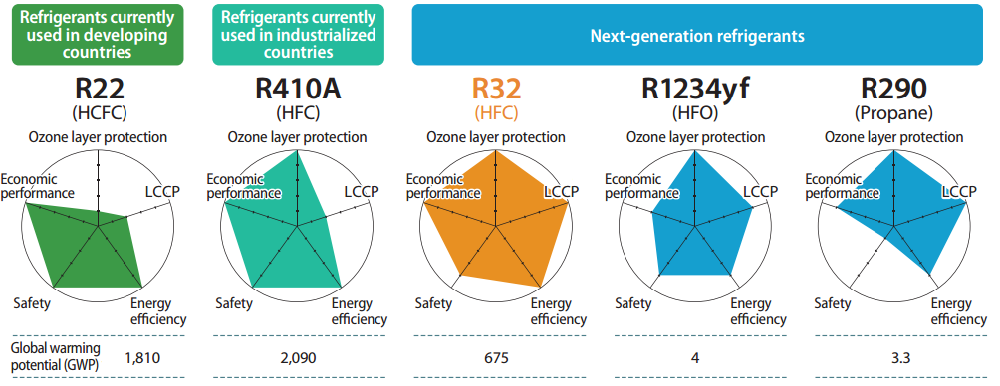 Refrigerants currently
used in developing
countries
Refrigerants currently
used in industrialized
countries
Next-generation refrigerants
R22
(HCFC)
R410A
(HFC)
R32
(HFC)
R1234yf
(HFO)
R290
(Propane)
Ozone layer protection
Economic
performance
LCCP
Safety
Energy
efficiency
Ozone layer protection
Economic
performance
LCCP
Safety
Energy
efficiency
Ozone layer protection
Economic
performance
LCCP
Safety
Energy
efficiency
Ozone layer protection
Economic
performance
LCCP
Safety
Energy
efficiency
Ozone layer protection
Economic
performance
LCCP
Safety
Energy
efficiency
Global warming
potential (GWP)
1,810
2,090
675
4
3.3